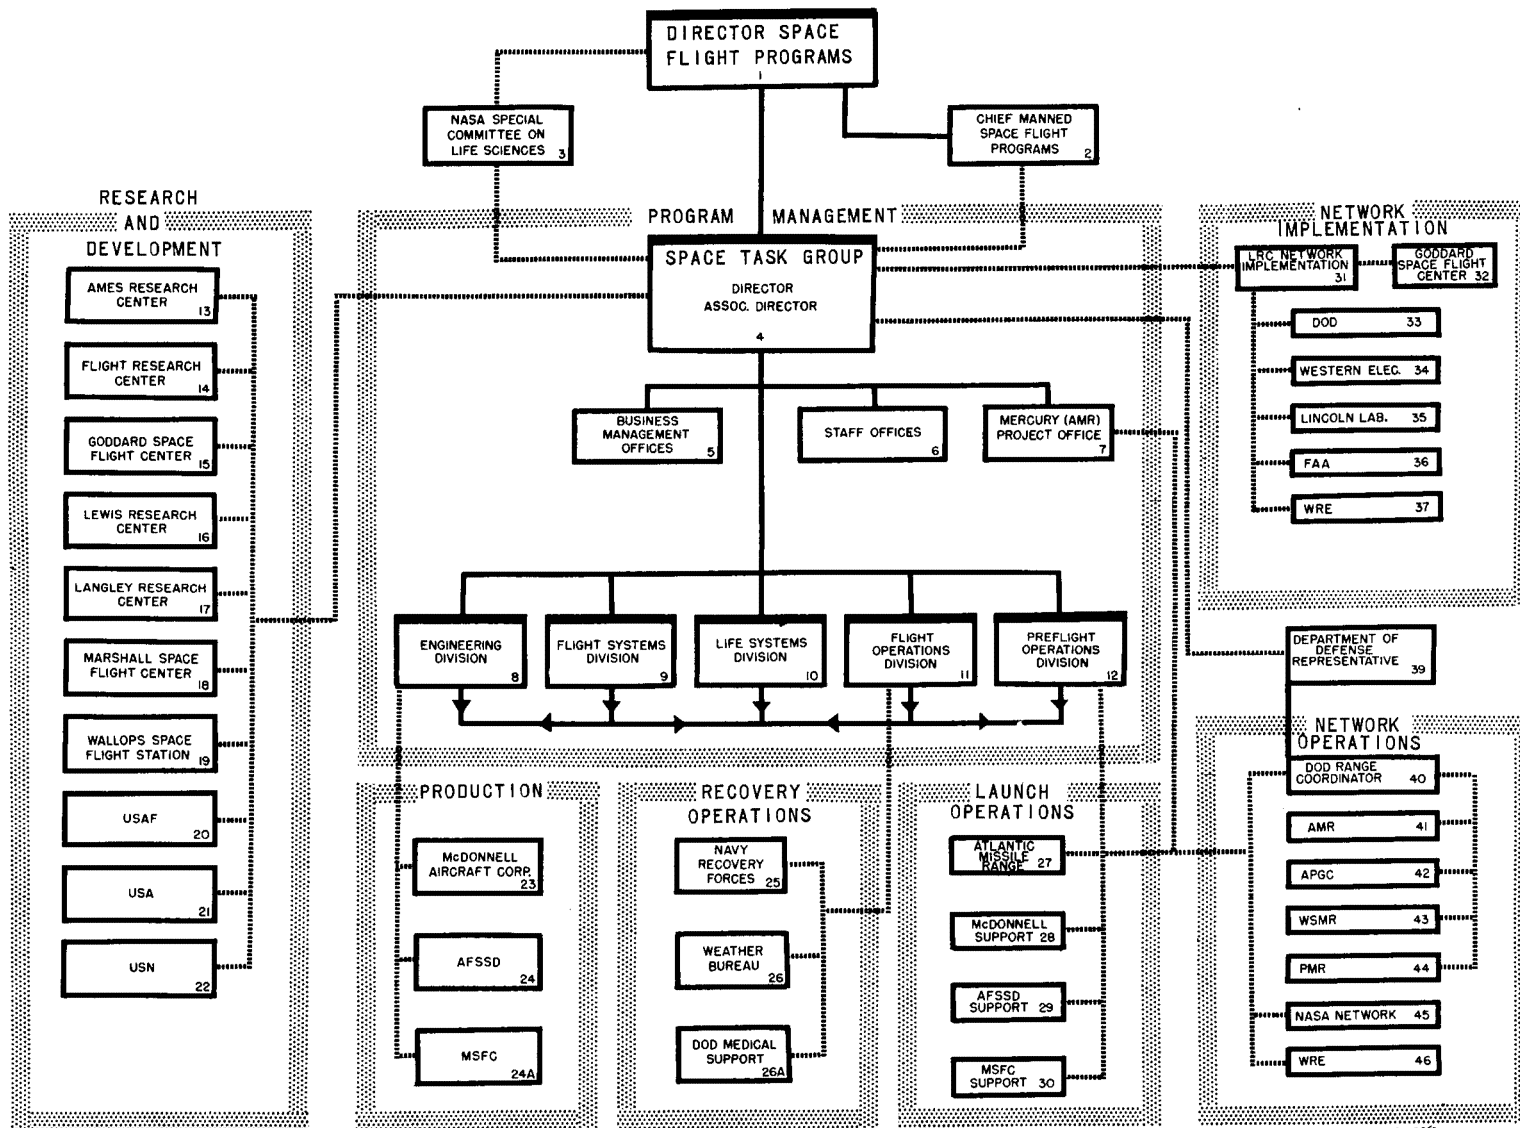 DIRECTOR SPACE
FLIGHT PROGRAMS
1
NASA SPECIAL
COMMITTEE ON
LIFE SCIENCES 3
CHIEF MANNED
SPACE FLIGHT
PROGRAMS 2
RESEARCH
AND
DEVELOPMENT
AMES RESEARCH
CENTER
13
FLIGHT RESEARCH
CENTER
14
GODDARD SPACE
FLIGHT CENTER
15
LEWIS RESEARCH
CENTER
16
LANGLEY RESEARCH
CENTER
17
MARSHALL SPACE
FLIGHT CENTER
18
WALLOPS SPACE
FLIGHT STATION
19
USAF
20
USA
21
USN
22
PROGRAM MANAGEMENT
SPACE TASK GROUP
DIRECTOR
ASSOC. DIRECTOR
4
BUSINESS
MANAGEMENT
OFFICES 5
STAFF OFFICES
6
MERCURY (AMR)
PROJECT OFFICE
7
ENGINEERING
DIVISION
8
FLIGHT SYSTEMS
DIVISION
9
LIFE SYSTEMS
DIVISION
10
FLIGHT
OPERATIONS
DIVISION 11
PREFLIGHT
OPERATIONS
DIVISION 12
PRODUCTION
McDONNELL
AIRCRAFT CORP.
23
AFSSD
24
MSFC
24A
RECOVERY
OPERATIONS
NAVY
RECOVERY
FORCES 25
WEATHER
BUREAU
26
DOD MEDICAL
SUPPORT
26A
LAUNCH
OPERATIONS
ATLANTIC
MISSILE
RANGE 27
McDONNELL
SUPPORT 28
AFSSD
SUPPORT 29
MSFC
SUPPORT 30
NETWORK
IMPLEMENTATION
LRC NETWORK
IMPLEMENTATION
31
GODDARD
SPACE FLIGHT
CENTER 32
DOD 33
WESTERN ELEC. 34
LINCOLN LAB. 35
FAA 36
WRE 37
DEPARTMENT OF
DEFENSE
REPRESENTATIVE
39
NETWORK
OPERATIONS
DOD RANGE
COORDINATOR 40
AMR 41
APGC 42
WSMR 43
PMR 44
NASA NETWORK 45
WRE 46